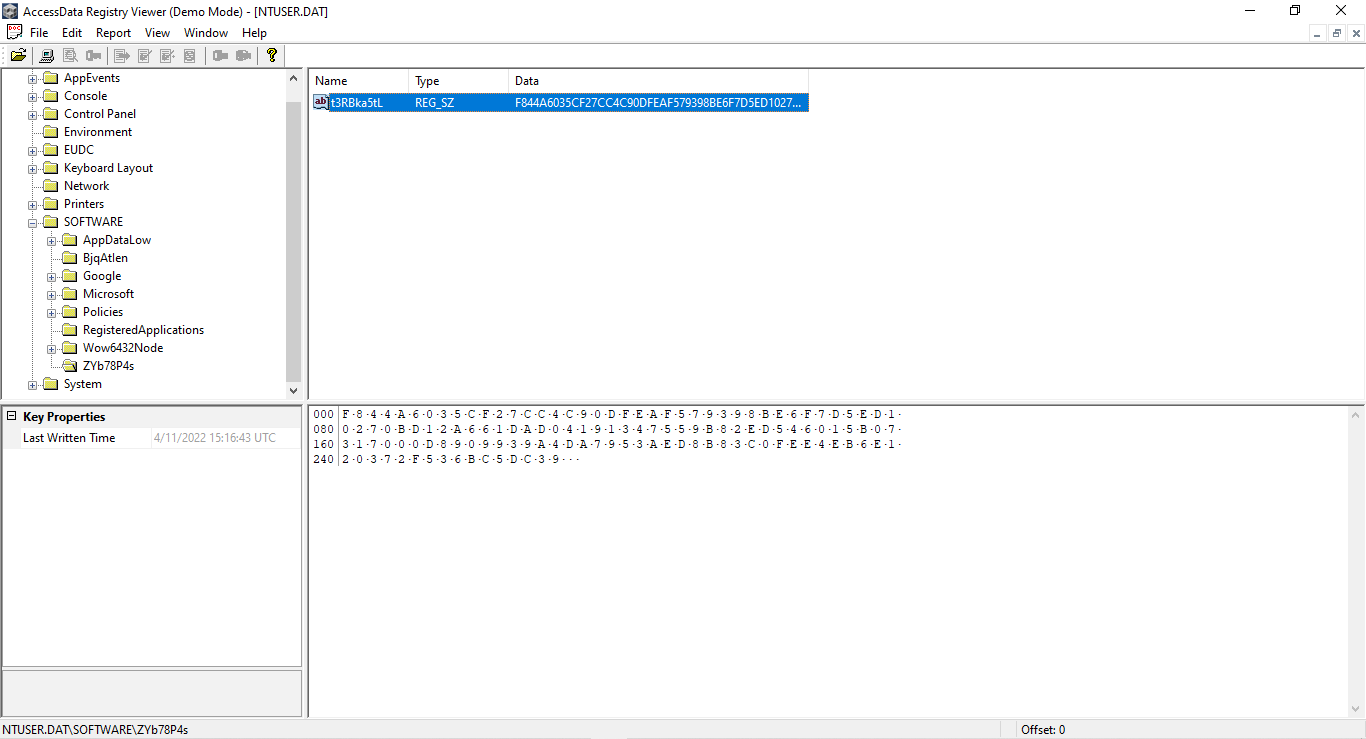 AccessData Registry Viewer (Demo Mode) - [NTUSER.DAT]
File Edit Report View Window Help
AppEvents
Console
Control Panel
Environment
EUDC
Keyboard Layout
Network
Printers
SOFTWARE
AppDataLow
BjqAtlen
Google
Microsoft
Policies
RegisteredApplications
Wow6432Node
ZYb78P4s
System
Name Type Data
t3RBka5tL REG_SZ F844A6035CF27CC4C90DFEAF579398BE6F7D5ED1027...
Key Properties
Last Written Time 4/11/2022 15:16:43 UTC
000 F·8·4·4·A·6·0·3·5·C·F·2·7·C·C·4·C·9·0·D·F·E·A·F·5·7·9·3·9·8·B·E·6·F·7·D·5·E·D·1·
080 0·2·7·0·B·D·1·2·A·6·6·1·D·A·D·0·4·1·9·1·3·4·7·5·5·9·B·8·2·E·D·5·4·6·0·1·5·B·0·7·
160 3·1·7·0·0·0·D·8·9·0·9·9·3·9·A·4·D·A·7·9·5·3·A·E·D·8·B·8·3·C·0·F·E·E·4·E·B·6·E·1·
240 2·0·3·7·2·F·5·3·6·B·C·5·D·C·3·9···
NTUSER.DAT\SOFTWARE\ZYb78P4s
Offset: 0